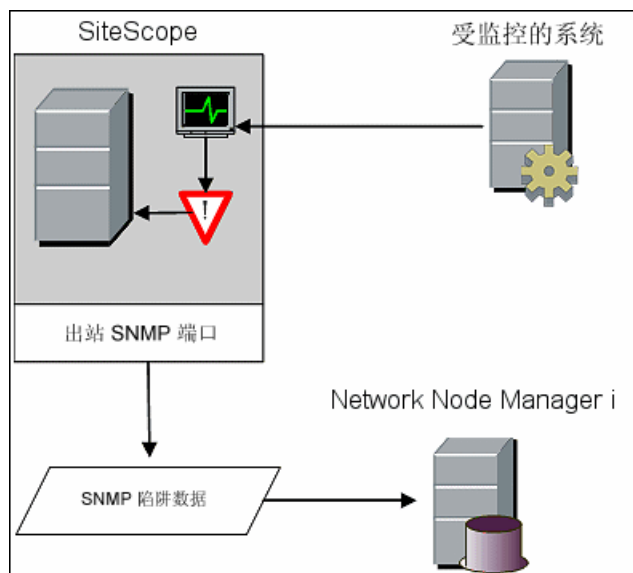 SiteScope
受监控的系统
!
出站 SNMP 端口
Network Node Manager i
SNMP 陷阱数据